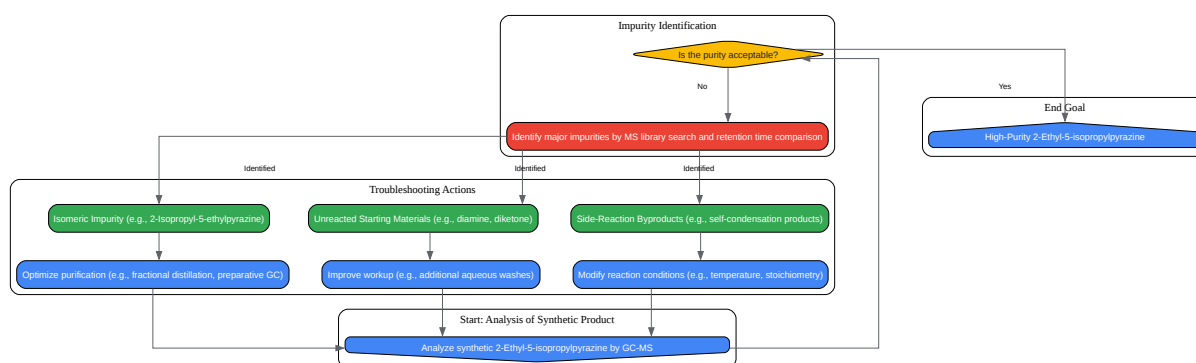 Impurity Identification
Is the purity acceptable?
No
Yes
End Goal
Identify major impurities by MS library search and retention time comparison
High-Purity 2-Ethyl-5-isopropylpyrazine
Identified
Identified
Identified
Troubleshooting Actions
Isomeric Impurity (e.g., 2-Isopropyl-5-ethylpyrazine)
Unreacted Starting Materials (e.g., diamine, diketone)
Side-Reaction Byproducts (e.g., self-condensation products)
Optimize purification (e.g., fractional distillation, preparative GC)
Improve workup (e.g., additional aqueous washes)
Modify reaction conditions (e.g., temperature, stoichiometry)
Start: Analysis of Synthetic Product
Analyze synthetic 2-Ethyl-5-isopropylpyrazine by GC-MS